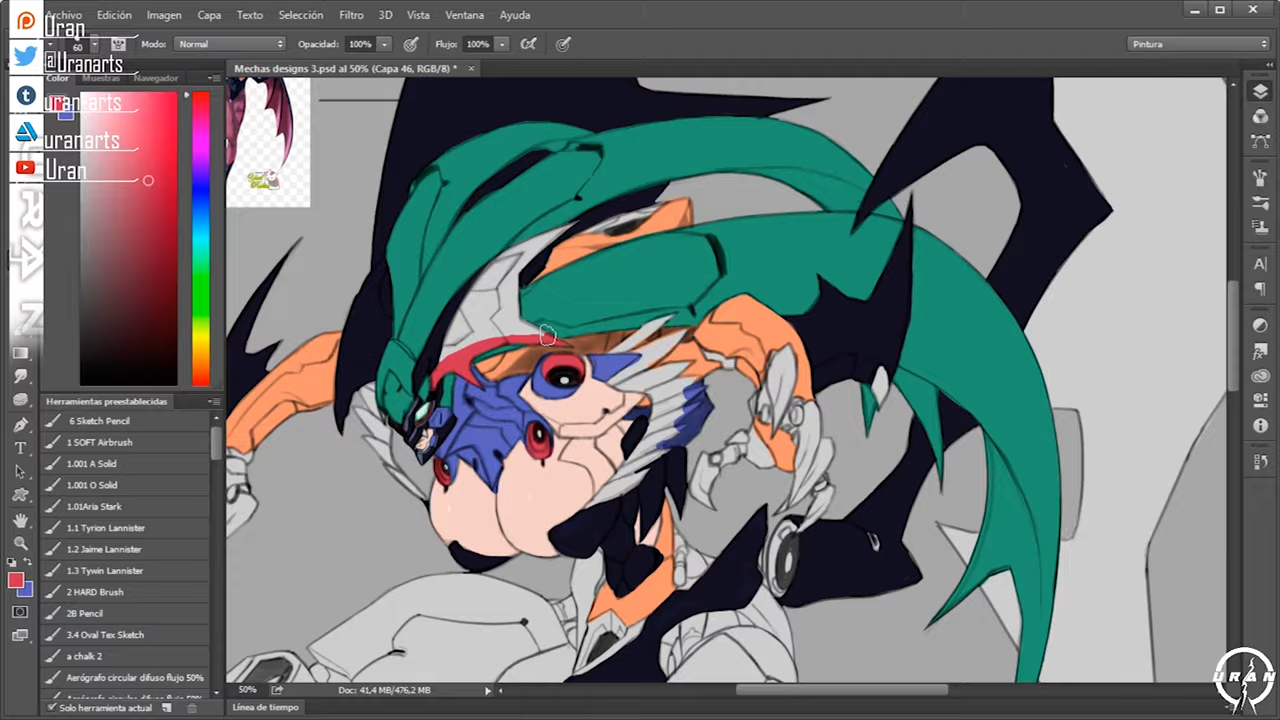 Archivo Edición Imagen Capa Texto Selección Filtro 3D Vista Ventana Ayuda
Uran
60 Modo: Normal Opacidad: 100% Flujo: 100% Pintura
@Uranarts
Mechas designs 3.psd al 50% (Capa 46, RGB/8) *
Color Muestras Navegador
uranarts
uranarts
Uran
Herramientas preestablecidas
6 Sketch Pencil
1 SOFT Airbrush
1.001 A Solid
1.001 O Solid
1.01Aria Stark
1.1 Tyrion Lannister
1.2 Jaime Lannister
1.3 Tywin Lannister
2 HARD Brush
2B Pencil
3.4 Oval Tex Sketch
a chalk 2
Aerógrafo circular difuso flujo 50%
Solo herramienta actual
50% Doc: 41,4 MB/476,2 MB
Línea de tiempo
URAN